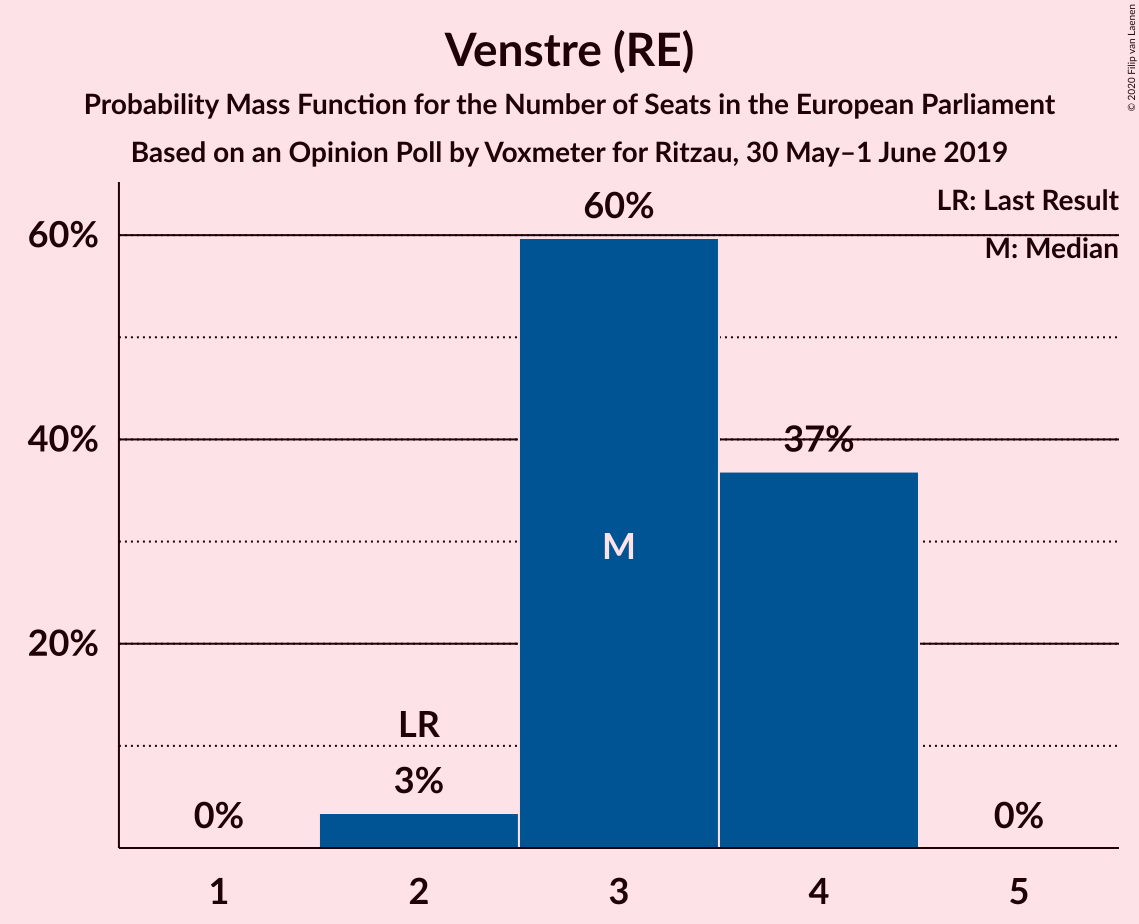 Venstre (RE)
Probability Mass Function for the Number of Seats in the European Parliament
Based on an Opinion Poll by Voxmeter for Ritzau, 30 May–1 June 2019
© 2020 Filip van Laenen
LR: Last Result
M: Median
60%
40%
20%
0%
LR
3%
60%
M
37%
0%
1 2 3 4 5